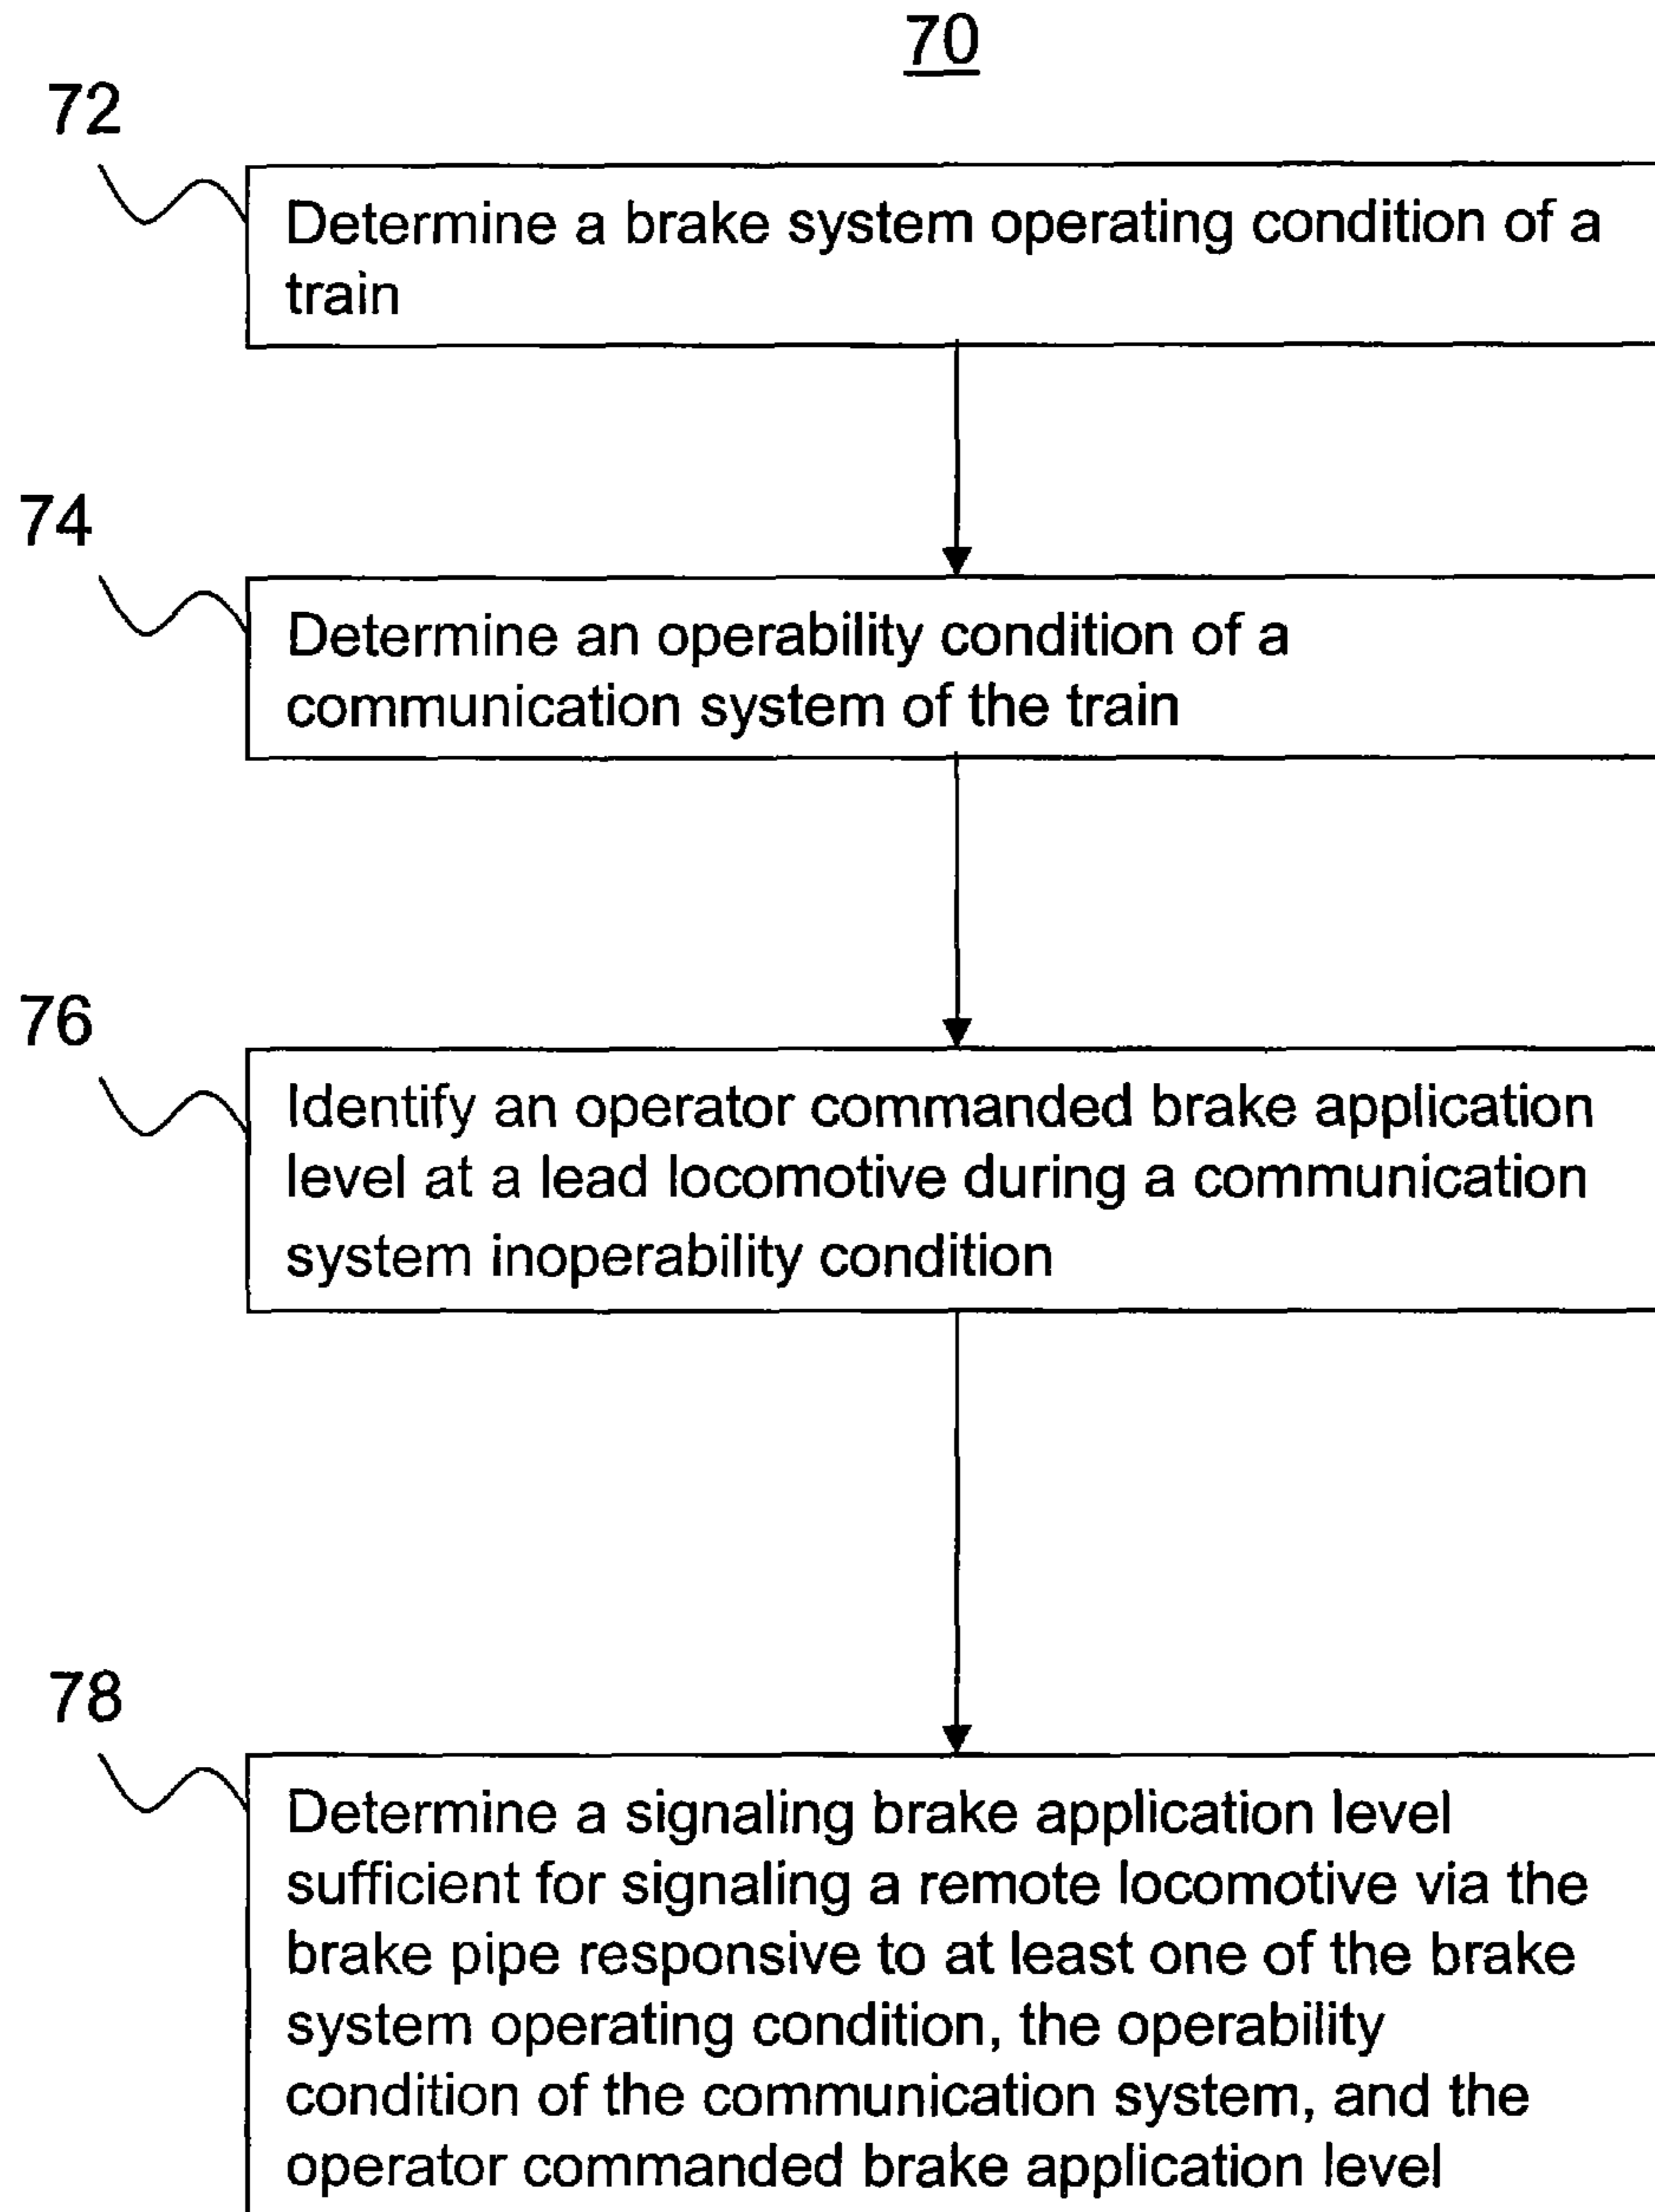 70
72
Determine a brake system operating condition of a
train
74
Determine an operability condition of a
communication system of the train
76
Identify an operator commanded brake application
level at a lead locomotive during a communication
system inoperability condition
78
Determine a signaling brake application level
sufficient for signaling a remote locomotive via the
brake pipe responsive to at least one of the brake
system operating condition, the operability
condition of the communication system, and the
operator commanded brake application level